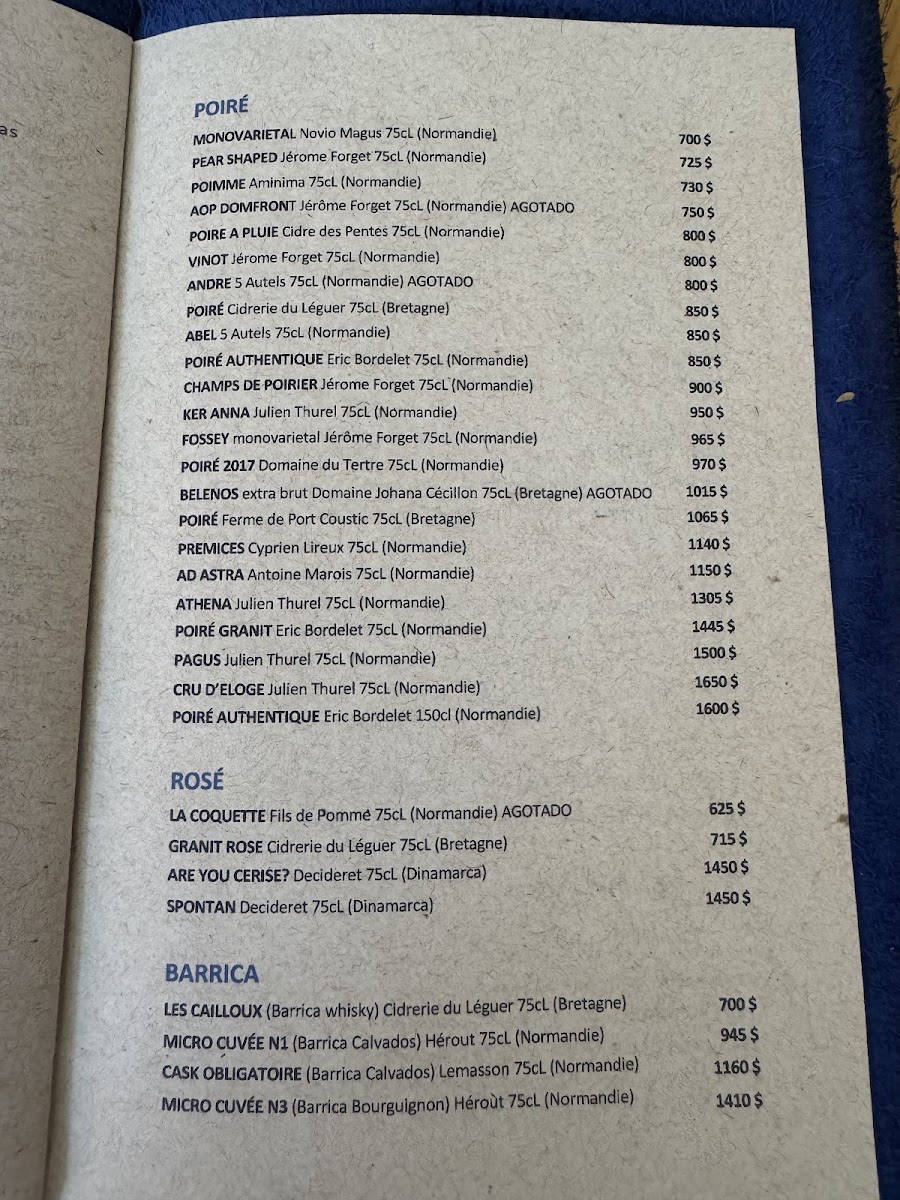 as
POIRÉ
MONOVARIETAL Novio Magus 75cL (Normandie) 700 $
PEAR SHAPED Jérome Forget 75cL (Normandie) 725 $
POIMME Aminima 75cL (Normandie) 730 $
AOP DOMFRONT Jérôme Forget 75cL (Normandie) AGOTADO 750 $
POIRE A PLUIE Cidre des Pentes 75cL (Normandie) 800 $
VINOT Jérome Forget 75cL (Normandie) 800 $
ANDRE 5 Autels 75cL (Normandie) AGOTADO 800 $
POIRÉ Cidrerie du Léguer 75cL (Bretagne) 850 $
ABEL 5 Autels 75cL (Normandie) 850 $
POIRÉ AUTHENTIQUE Eric Bordelet 75cL (Normandie) 850 $
CHAMPS DE POIRIER Jérome Forget 75cL (Normandie) 900 $
KER ANNA Julien Thurel 75cL (Normandie) 950 $
FOSSEY monovarietal Jérôme Forget 75cL (Normandie) 965 $
POIRÉ 2017 Domaine du Tertre 75cL (Normandie) 970 $
BELENOS extra brut Domaine Johana Cécillon 75cL (Bretagne) AGOTADO 1015 $
POIRÉ Ferme de Port Coustic 75cL (Bretagne) 1065 $
PREMICES Cyprien Lireux 75cL (Normandie) 1140 $
AD ASTRA Antoine Marois 75cL (Normandie) 1150 $
ATHENA Julien Thurel 75cL (Normandie) 1305 $
POIRÉ GRANIT Eric Bordelet 75cL (Normandie) 1445 $
PAGUS Julien Thurel 75cL (Normandie) 1500 $
CRU D'ELOGE Julien Thurel 75cL (Normandie) 1650 $
POIRÉ AUTHENTIQUE Eric Bordelet 150cl (Normandie) 1600 $
ROSÉ
LA COQUETTE Fils de Pomme 75cL (Normandie) AGOTADO 625 $
GRANIT ROSE Cidrerie du Léguer 75cL (Bretagne) 715 $
ARE YOU CERISE? Decideret 75cL (Dinamarca) 1450 $
SPONTAN Decideret 75cL (Dinamarca) 1450 $
BARRICA
LES CAILLOUX (Barrica whisky) Cidrerie du Léguer 75cL (Bretagne) 700 $
MICRO CUVÉE N1 (Barrica Calvados) Hérout 75cL (Normandie) 945 $
CASK OBLIGATOIRE (Barrica Calvados) Lemasson 75cL (Normandie) 1160 $
MICRO CUVÉE N3 (Barrica Bourguignon) Héroùt 75cL (Normandie) 1410 $